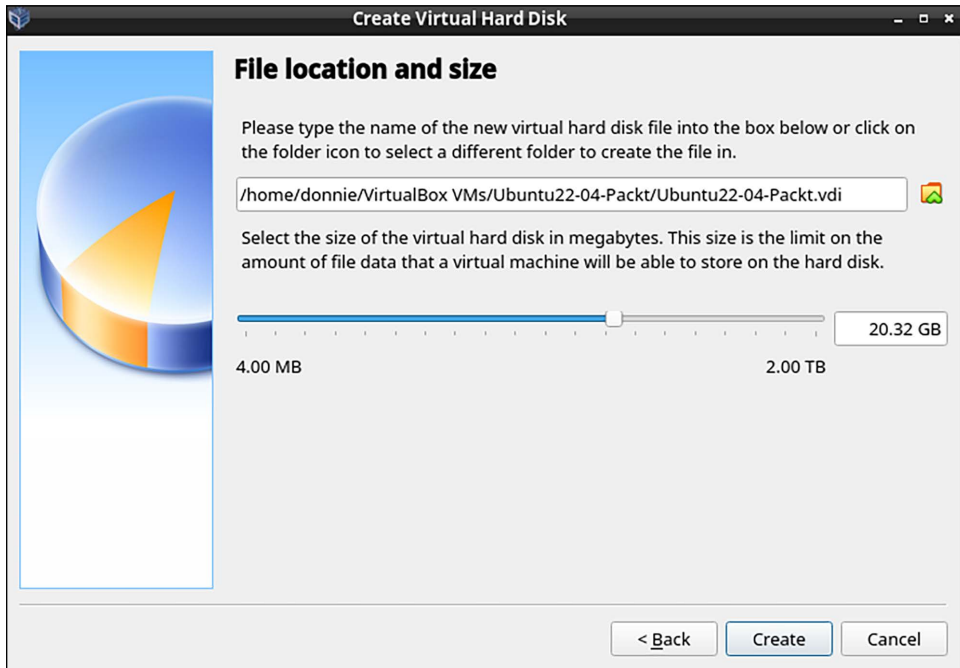 Create Virtual Hard Disk
File location and size
Please type the name of the new virtual hard disk file into the box below or click on
the folder icon to select a different folder to create the file in.
/home/donnie/VirtualBox VMs/Ubuntu22-04-Packt/Ubuntu22-04-Packt.vdi
Select the size of the virtual hard disk in megabytes. This size is the limit on the
amount of file data that a virtual machine will be able to store on the hard disk.
20.32 GB
4.00 MB 2.00 TB
< Back Create Cancel